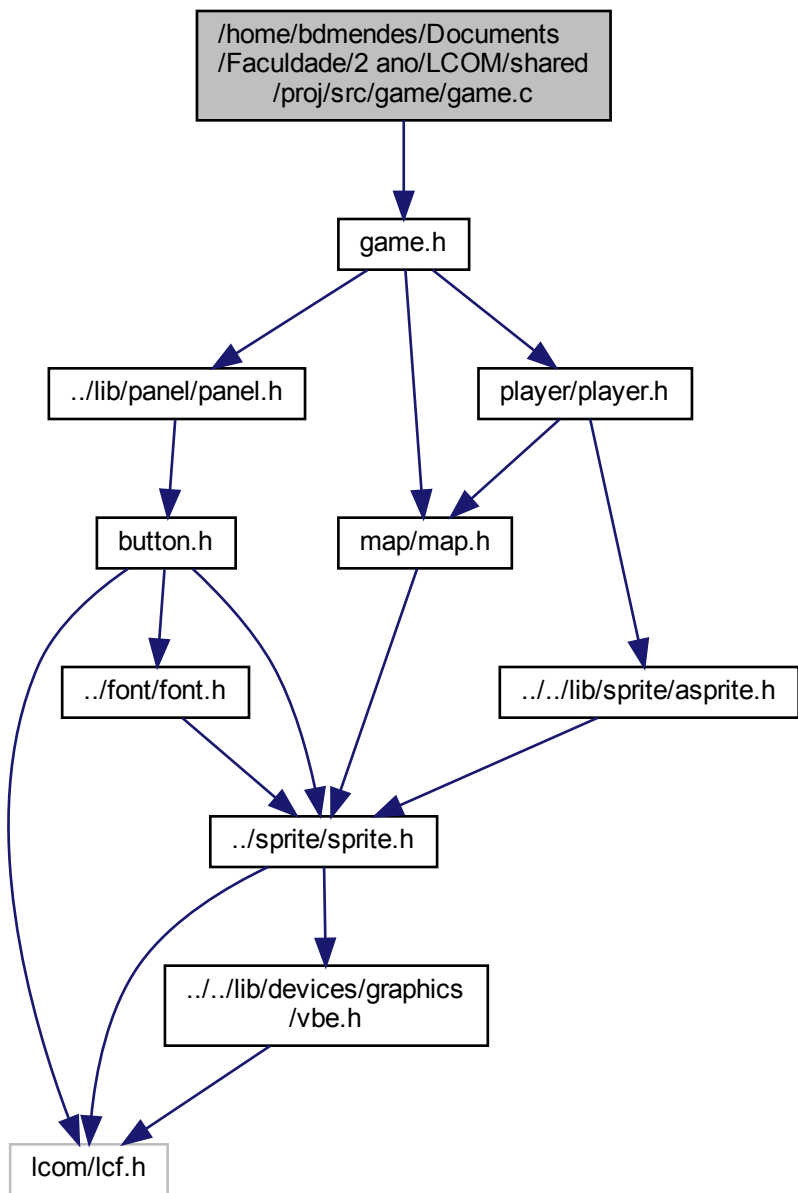 /home/bdmendes/Documents
/Faculdade/2 ano/LCOM/shared
/proj/src/game/game.c
game.h
../lib/panel/panel.h
player/player.h
button.h
map/map.h
../font/font.h
../../lib/sprite/asprite.h
../sprite/sprite.h
../../lib/devices/graphics
/vbe.h
lcom/lcf.h